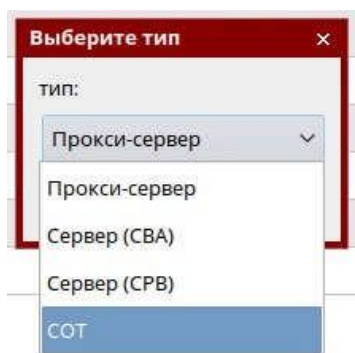 Выберите тип
тип:
Прокси-сервер
Прокси-сервер
Сервер (СВА)
Сервер (СРВ)
СОТ